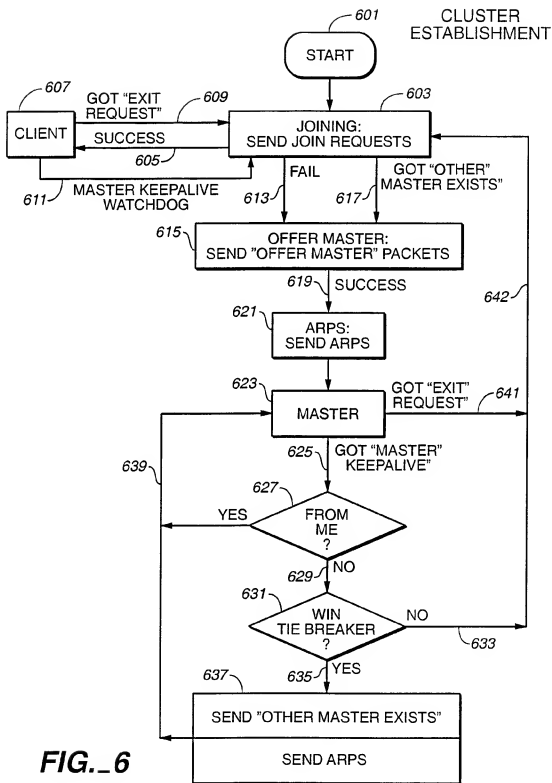 CLUSTER
ESTABLISHMENT
601
START
607
GOT "EXIT
REQUEST"
609
603
CLIENT
SUCCESS
605
JOINING:
SEND JOIN REQUESTS
611
MASTER KEEPALIVE
WATCHDOG
613
FAIL
617
GOT "OTHER"
MASTER EXISTS"
615
OFFER MASTER:
SEND "OFFER MASTER" PACKETS
619
SUCCESS
642
621
ARPS:
SEND ARPS
623
MASTER
GOT "EXIT"
REQUEST"
641
639
625
GOT "MASTER"
KEEPALIVE"
627
YES
FROM
ME
?
629
NO
631
WIN
TIE BREAKER
?
NO
633
635
YES
637
SEND "OTHER MASTER EXISTS"
SEND ARPS
FIG._6